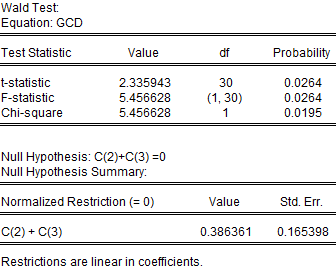 Wald Test:
Equation: GCD
Test Statistic Value df Probability
t-statistic 2.335943 30 0.0264
F-statistic 5.456628 (1, 30) 0.0264
Chi-square 5.456628 1 0.0195
Null Hypothesis: C(2)+C(3) =0
Null Hypothesis Summary:
Normalized Restriction (= 0) Value Std. Err.
C(2) + C(3) 0.386361 0.165398
Restrictions are linear in coefficients.